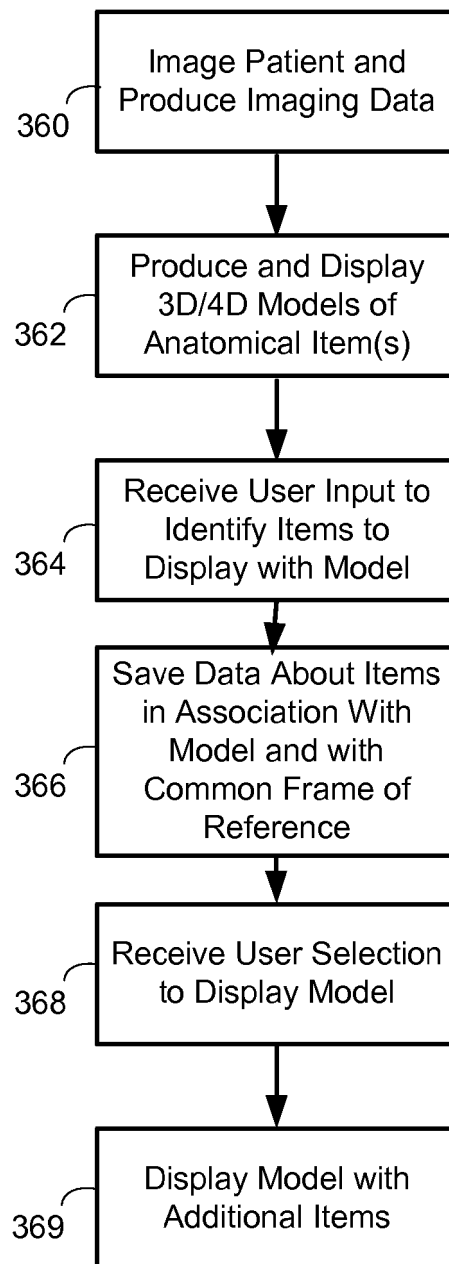 Image Patient and
Produce Imaging Data
360
Produce and Display
3D/4D Models of
Anatomical Item(s)
362
Receive User Input to
Identify Items to
Display with Model
364
Save Data About Items
in Association With
Model and with
Common Frame of
Reference
366
Receive User Selection
to Display Model
368
Display Model with
Additional Items
369